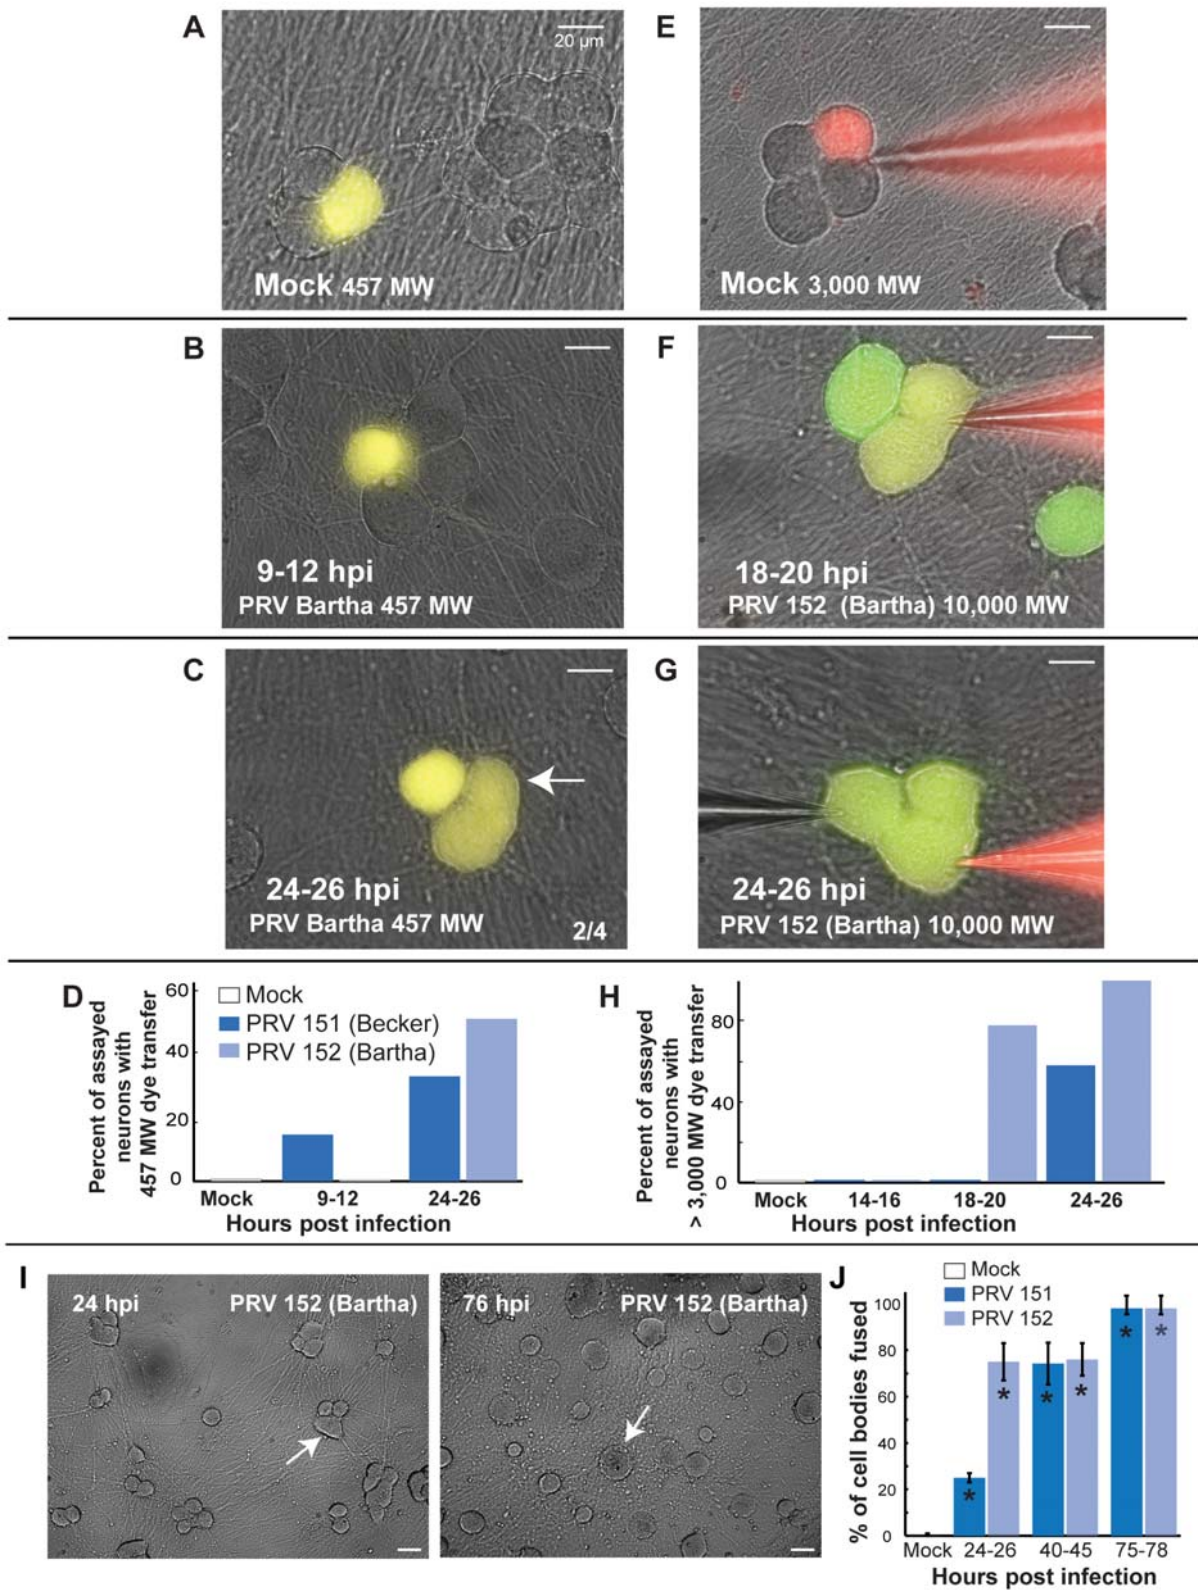 A
20 µm
Mock 457 MW
E
Mock 3,000 MW
B
9-12 hpi
PRV Bartha 457 MW
F
18-20 hpi
PRV 152 (Bartha) 10,000 MW
C
24-26 hpi
PRV Bartha 457 MW
2/4
G
24-26 hpi
PRV 152 (Bartha) 10,000 MW
D
Percent of assayed
neurons with
457 MW dye transfer
60
40
20
0
Mock
PRV 151 (Becker)
PRV 152 (Bartha)
Mock
9-12
24-26
Hours post infection
H
Percent of assayed
neurons with
> 3,000 MW dye transfer
80
40
0
Mock
14-16
18-20
24-26
Hours post infection
I
24 hpi
PRV 152 (Bartha)
76 hpi
PRV 152 (Bartha)
J
Mock
PRV 151
PRV 152
% of cell bodies fused
100
80
60
40
20
0
*
*
*
*
*
*
Mock
24-26
40-45
75-78
Hours post infection